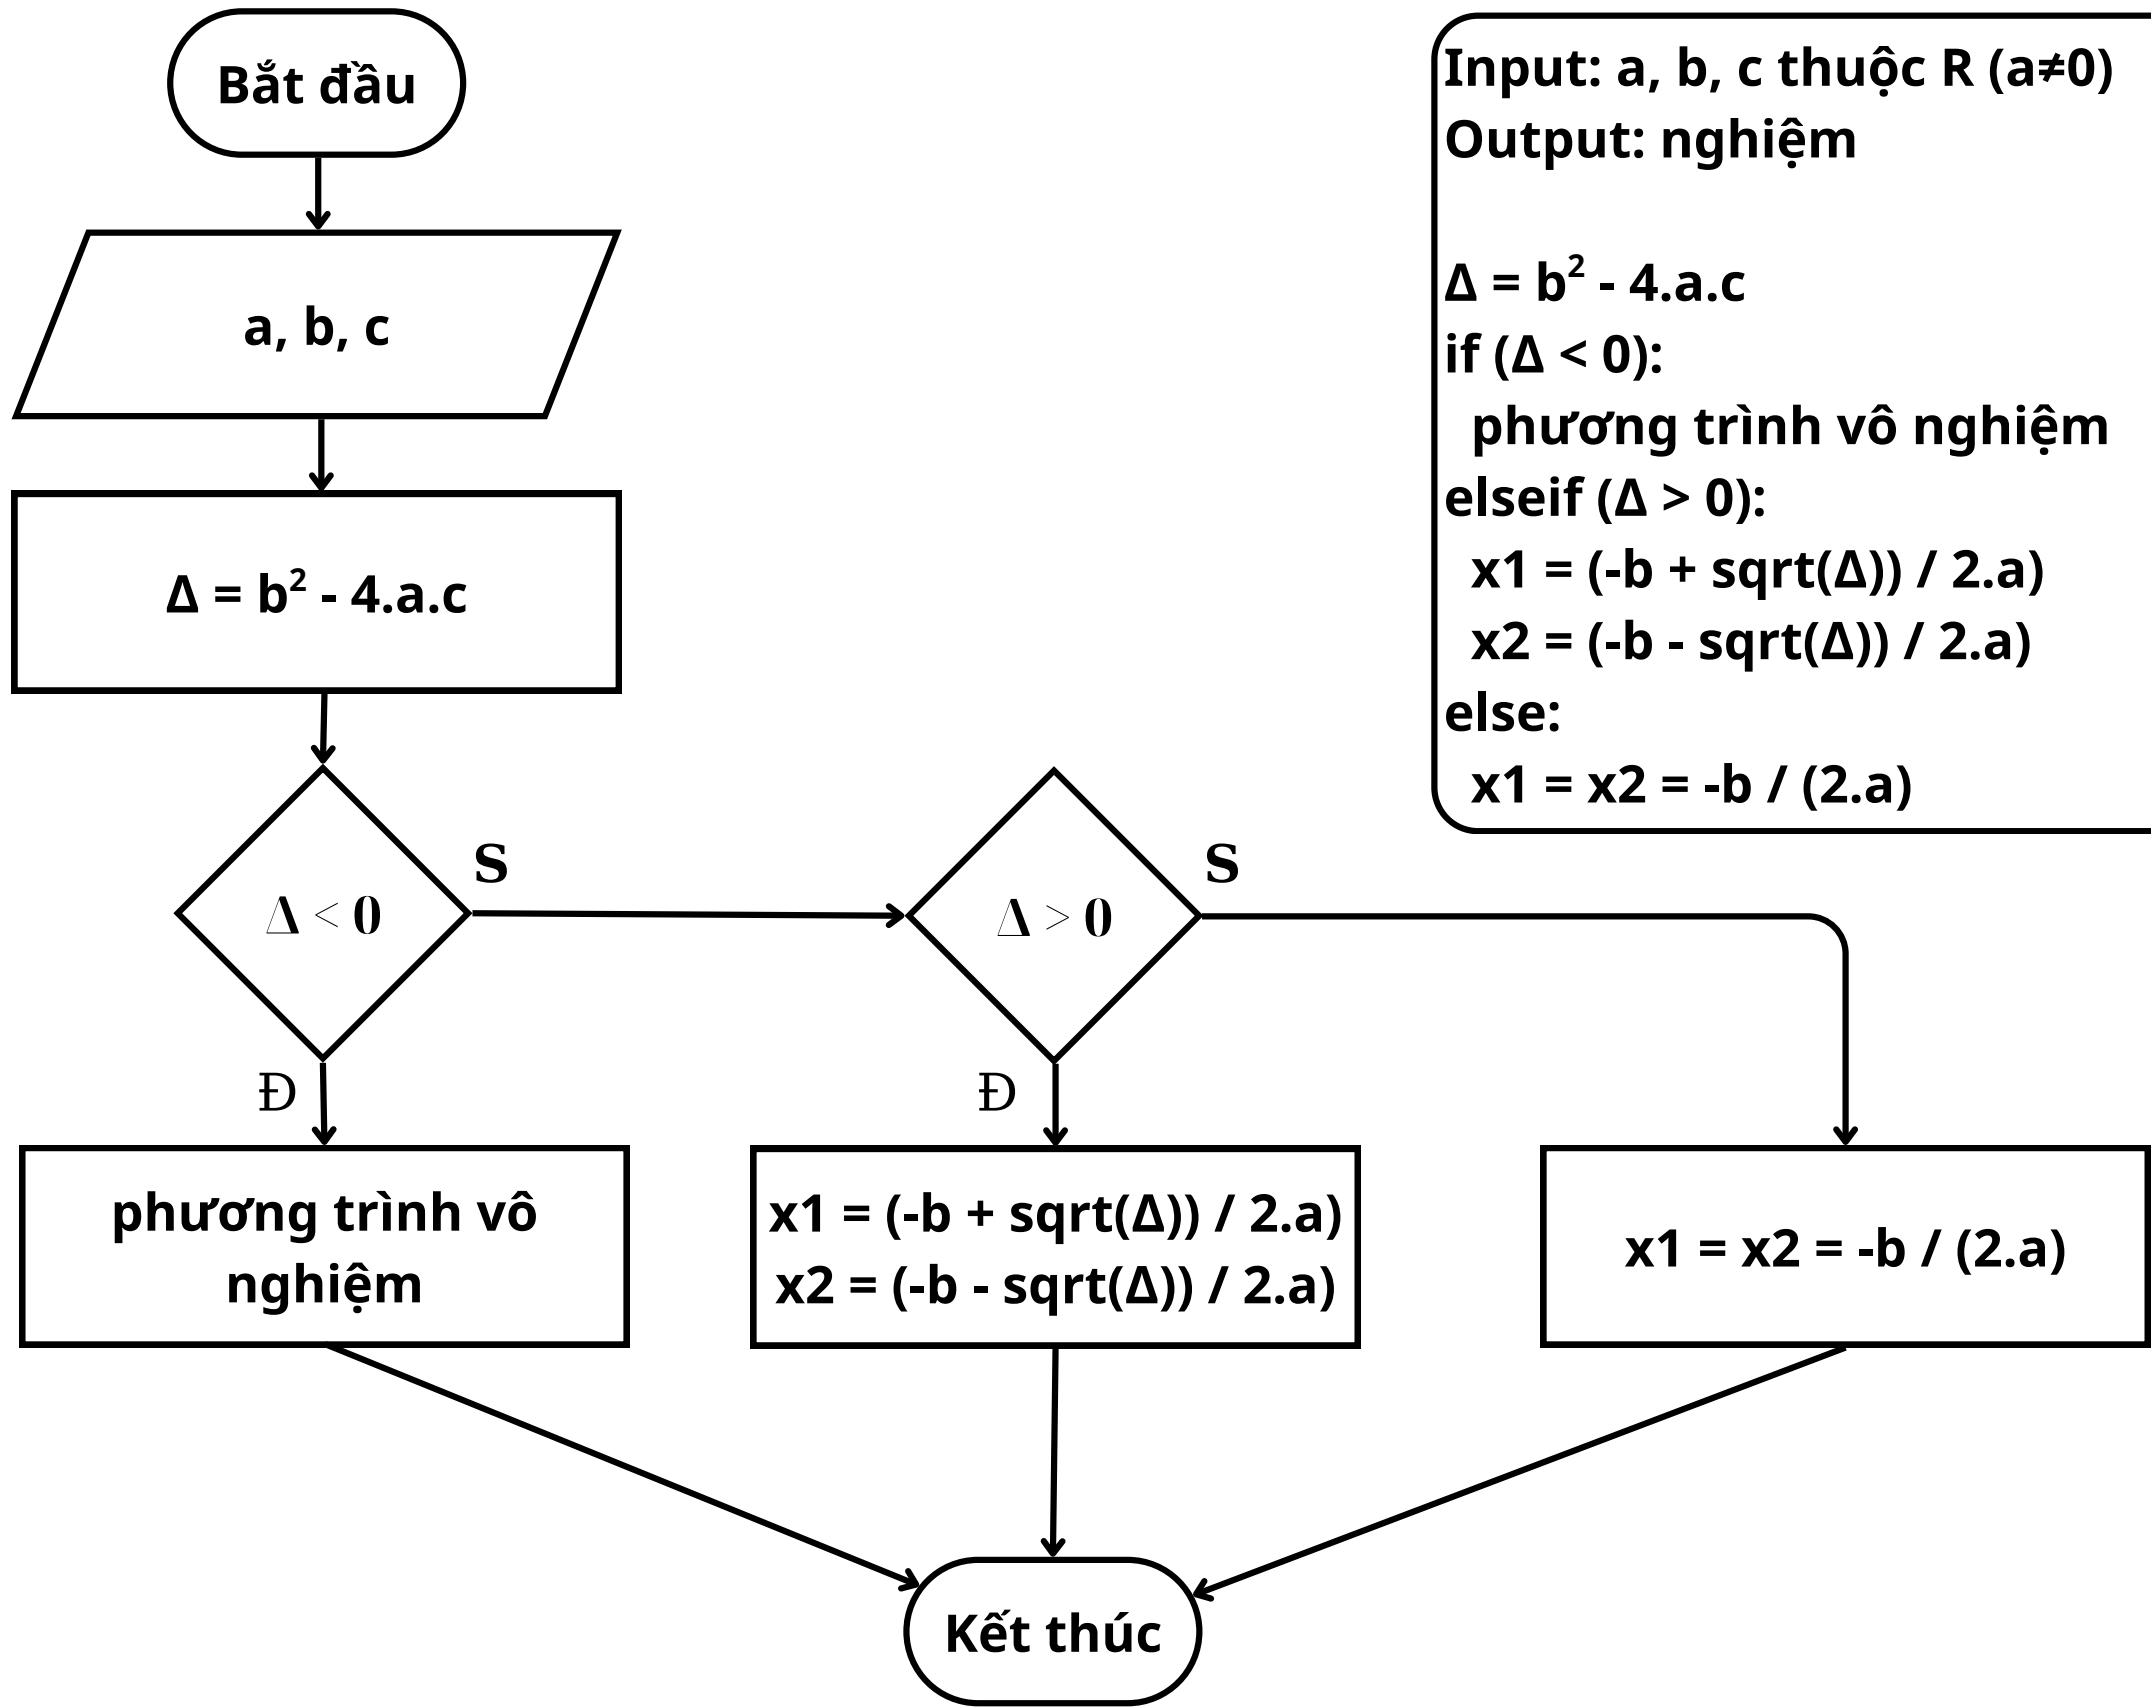 Bắt đầu
a, b, c
Δ = b² - 4.a.c
Δ < 0
S
Đ
Δ > 0
S
Đ
phương trình vô
nghiệm
x1 = (-b + sqrt(Δ)) / 2.a)
x2 = (-b - sqrt(Δ)) / 2.a)
x1 = x2 = -b / (2.a)
Kết thúc
Input: a, b, c thuộc R (a≠0)
Output: nghiệm
Δ = b² - 4.a.c
if (Δ < 0):
phương trình vô nghiệm
elseif (Δ > 0):
x1 = (-b + sqrt(Δ)) / 2.a)
x2 = (-b - sqrt(Δ)) / 2.a)
else:
x1 = x2 = -b / (2.a)